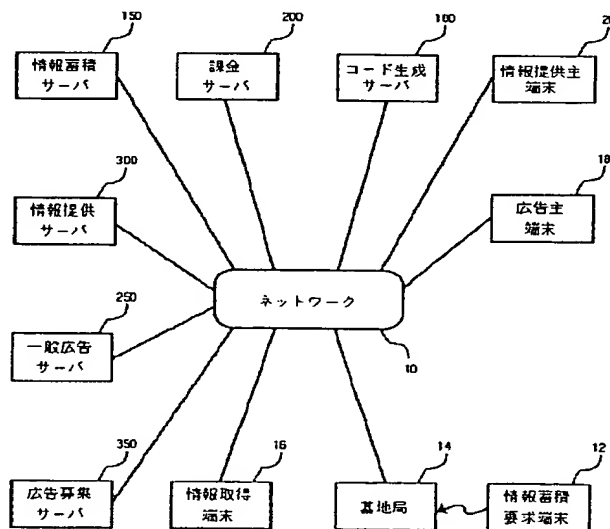 150
200
100
情報蓄積
サーバ
課金
サーバ
コード生成
サーバ
情報提供主
端末
300
18
情報提供
サーバ
広告主
端末
ネットワーク
250
一般広告
サーバ
10
350
16
14
12
広告募集
サーバ
情報取得
端末
基地局
情報蓄積
要求端末